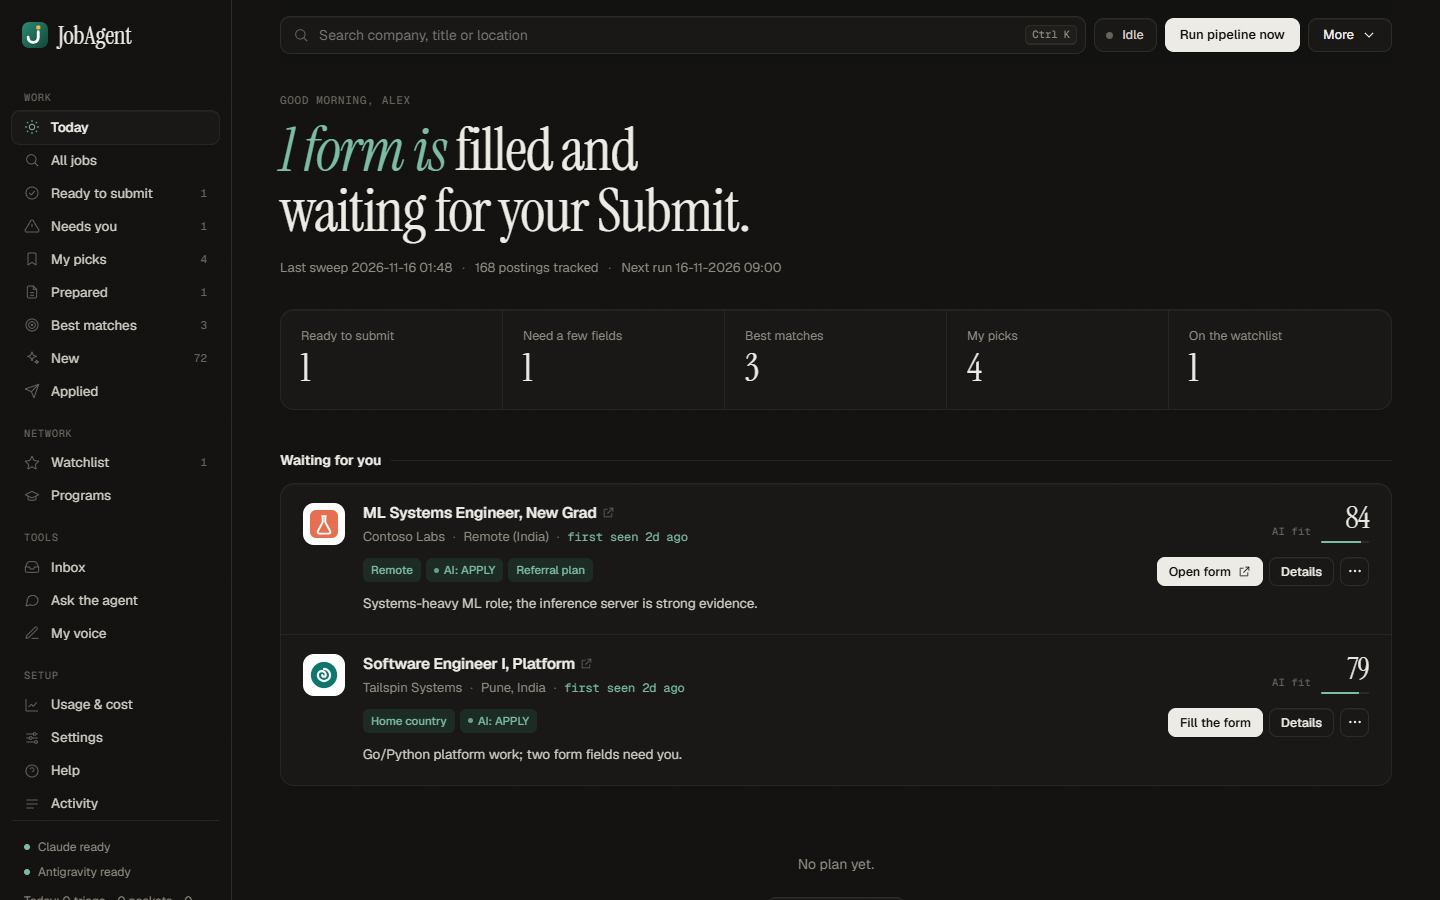 JobAgent
WORK
Today
All jobs
Ready to submit 1
Needs you 1
My picks 4
Prepared 1
Best matches 3
New 72
Applied
NETWORK
Watchlist 1
Programs
TOOLS
Inbox
Ask the agent
My voice
SETUP
Usage & cost
Settings
Help
Activity
Claude ready
Antigravity ready
Search company, title or location Ctrl K
Idle
Run pipeline now
More
GOOD MORNING, ALEX
1 form is filled and
waiting for your Submit.
Last sweep 2026-11-16 01:48 · 168 postings tracked · Next run 16-11-2026 09:00
Ready to submit
1
Need a few fields
1
Best matches
3
My picks
4
On the watchlist
1
Waiting for you
ML Systems Engineer, New Grad
Contoso Labs · Remote (India) · first seen 2d ago
Remote
AI: APPLY
Referral plan
Systems-heavy ML role; the inference server is strong evidence.
AI fit 84
Open form
Details
Software Engineer I, Platform
Tailspin Systems · Pune, India · first seen 2d ago
Home country
AI: APPLY
Go/Python platform work; two form fields need you.
AI fit 79
Fill the form
Details
No plan yet.